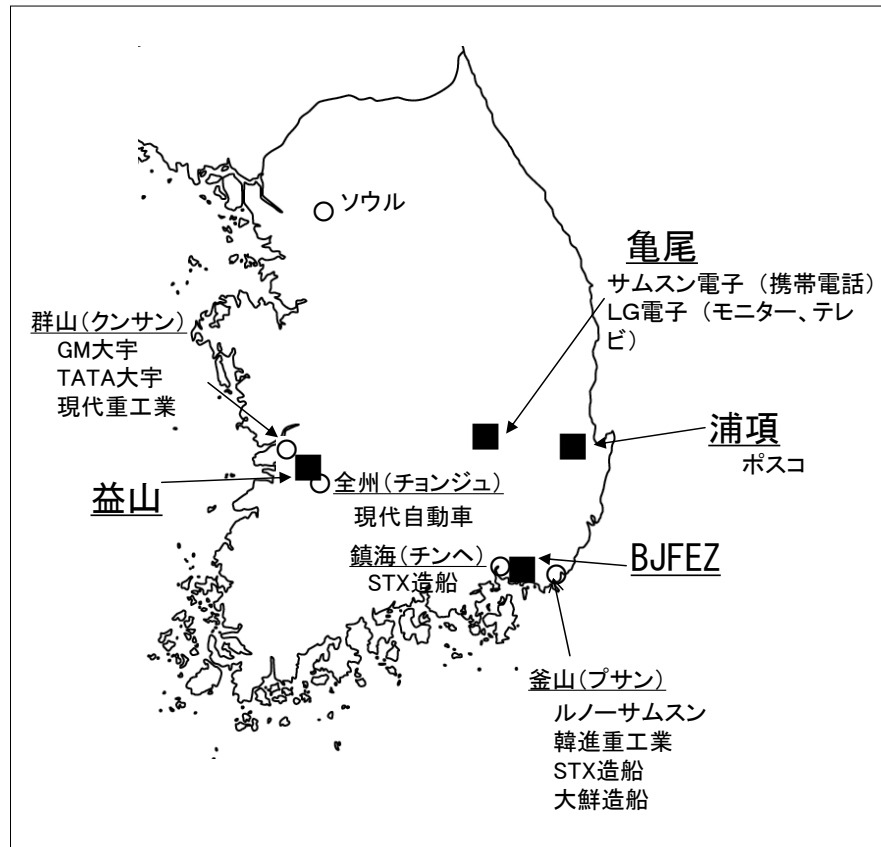 ソウル
亀尾
サムスン電子（携帯電話）
LG電子（モニター、テレ
ビ）
群山（クンサン）
GM大宇
TATA大宇
現代重工業
浦項
ポスコ
益山
全州（チョンジュ）
現代自動車
鎮海（チンヘ）
STX造船
BJFEZ
釜山（プサン）
ルノーサムスン
韓進重工業
STX造船
大鮮造船